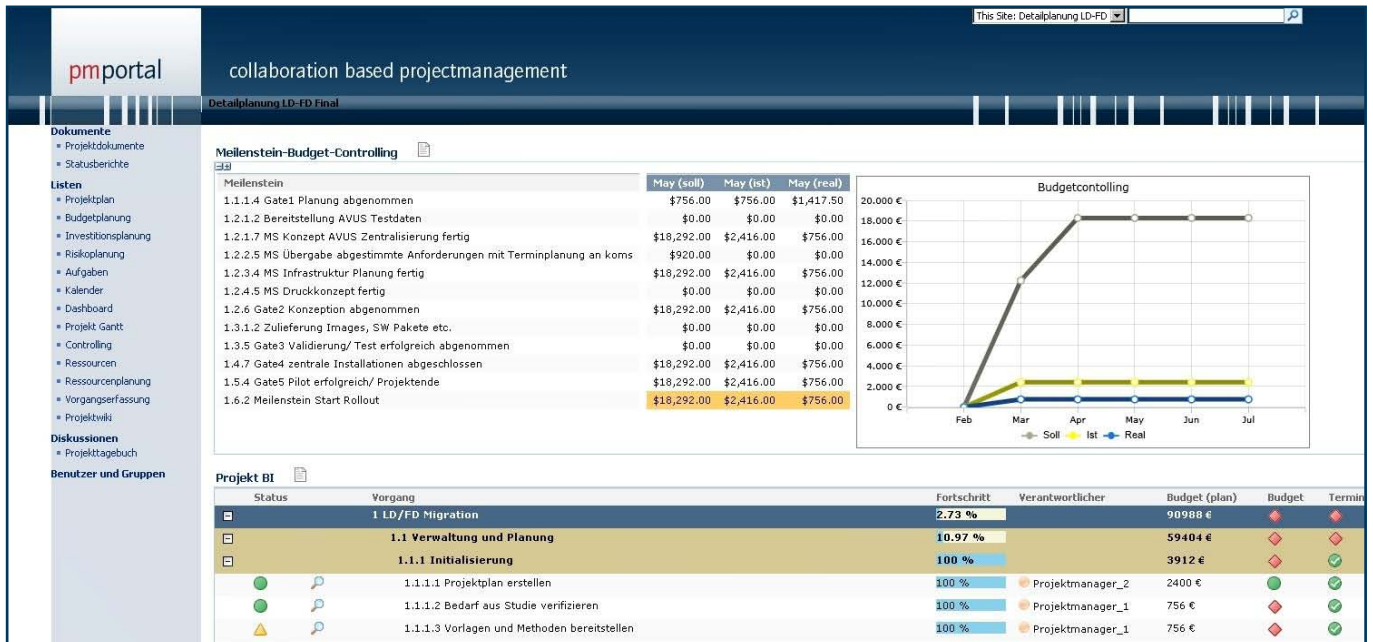 This Site: Detailplanung LD-FD
pmportal
collaboration based projectmanagement
Detailplanung LD-FD Final
Dokumente
Projektdokumente
Statusberichte
Listen
Projektplan
Budgetplanung
Investitionsplanung
Risikoplanung
Aufgaben
Kalender
Dashboard
Projekt Gantt
Controlling
Ressourcen
Ressourcenplanung
Vorgangserfassung
Projektwiki
Diskussionen
Projekttagebuch
Benutzer und Gruppen
Meilenstein-Budget-Controlling
Meilenstein May (soll) May (ist) May (real)
1.1.1.4 Gate1 Planung abgenommen $756.00 $756.00 $1,417.50
1.2.1.2 Bereitstellung AVUS Testdaten $0.00 $0.00 $0.00
1.2.1.7 MS Konzept AVUS Zentralisierung fertig $18,292.00 $2,416.00 $756.00
1.2.2.5 MS Übergabe abgestimmte Anforderungen mit Terminplanung an koms $920.00 $0.00 $0.00
1.2.3.4 MS Infrastruktur Planung fertig $18,292.00 $2,416.00 $756.00
1.2.4.5 MS Druckkonzept fertig $0.00 $0.00 $0.00
1.2.6 Gate2 Konzeption abgenommen $18,292.00 $2,416.00 $756.00
1.3.1.2 Zulieferung Images, SW Pakete etc. $0.00 $0.00 $0.00
1.3.5 Gate3 Validierung/ Test erfolgreich abgenommen $0.00 $0.00 $0.00
1.4.7 Gate4 zentrale Installationen abgeschlossen $18,292.00 $2,416.00 $756.00
1.5.4 Gate5 Pilot erfolgreich/ Projektende $18,292.00 $2,416.00 $756.00
1.6.2 Meilenstein Start Rollout $18,292.00 $2,416.00 $756.00
Budgetcontolling
20.000 €
18.000 €
16.000 €
14.000 €
12.000 €
10.000 €
8.000 €
6.000 €
4.000 €
2.000 €
0 €
Feb Mar Apr May Jun Jul
Soll Ist Real
Projekt BI
Status Vorgang Fortschritt Verantwortlicher Budget (plan) Budget Termin
1 LD/FD Migration 2.73 % 90988 €
1.1 Verwaltung und Planung 10.97 % 59404 €
1.1.1 Initialisierung 100 % 3912 €
1.1.1.1 Projektplan erstellen 100 % Projektmanager_2 2400 €
1.1.1.2 Bedarf aus Studie verifizieren 100 % Projektmanager_1 756 €
1.1.1.3 Vorlagen und Methoden bereitstellen 100 % Projektmanager_1 756 €